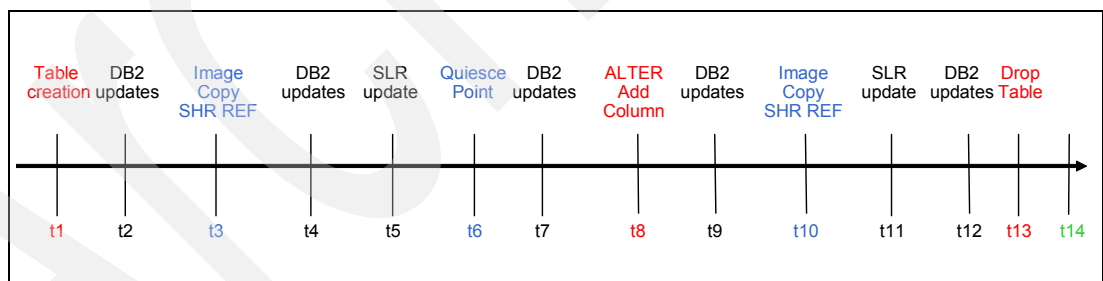 Table
creation
DB2
updates
Image
Copy
SHR REF
DB2
updates
SLR
update
Quiesce
Point
DB2
updates
ALTER
Add
Column
DB2
updates
Image
Copy
SHR REF
SLR
update
DB2
updates
Drop
Table
t1
t2
t3
t4
t5
t6
t7
t8
t9
t10
t11
t12
t13
t14